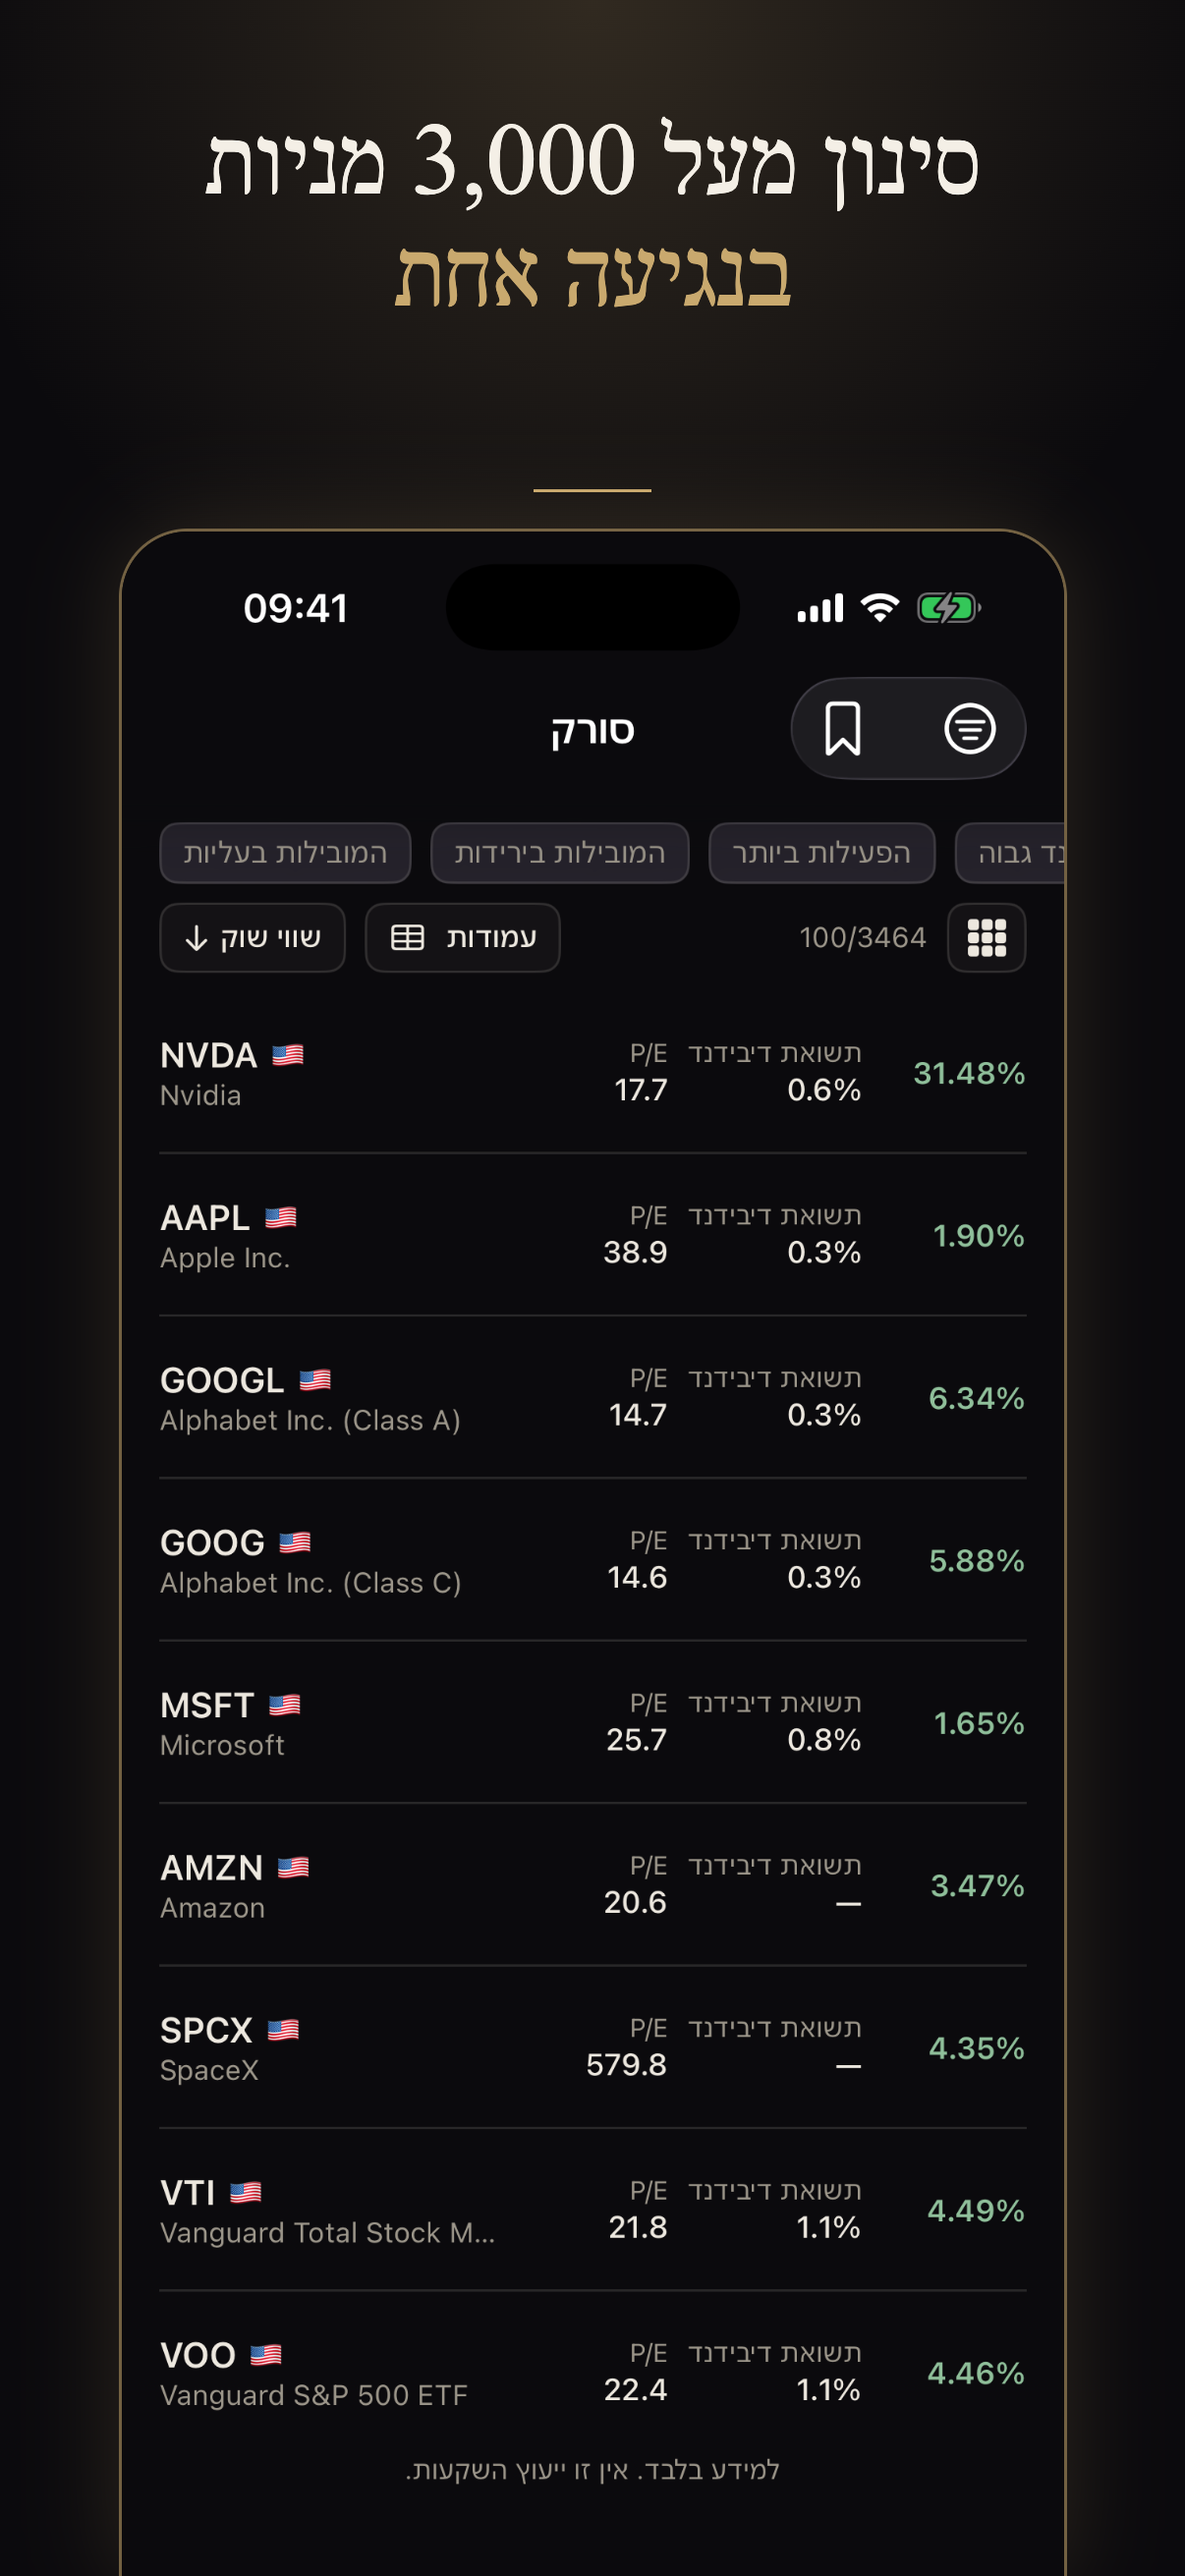 סינון מעל 3,000 מניות
בנגיעה אחת
09:41
סורק
המובילות בעליות
המובילות בירידות
הפעילות ביותר
גבוה
שווי שוק ↓
עמודות
100/3464
NVDA 🇺🇸
Nvidia
P/E
17.7
תשואת דיבידנד
0.6%
31.48%
AAPL 🇺🇸
Apple Inc.
P/E
38.9
תשואת דיבידנד
0.3%
1.90%
GOOGL 🇺🇸
Alphabet Inc. (Class A)
P/E
14.7
תשואת דיבידנד
0.3%
6.34%
GOOG 🇺🇸
Alphabet Inc. (Class C)
P/E
14.6
תשואת דיבידנד
0.3%
5.88%
MSFT 🇺🇸
Microsoft
P/E
25.7
תשואת דיבידנד
0.8%
1.65%
AMZN 🇺🇸
Amazon
P/E
20.6
תשואת דיבידנד
—
3.47%
SPCX 🇺🇸
SpaceX
P/E
579.8
תשואת דיבידנד
—
4.35%
VTI 🇺🇸
Vanguard Total Stock M...
P/E
21.8
תשואת דיבידנד
1.1%
4.49%
VOO 🇺🇸
Vanguard S&P 500 ETF
P/E
22.4
תשואת דיבידנד
1.1%
4.46%
למידע בלבד. אין זו ייעוץ השקעות.